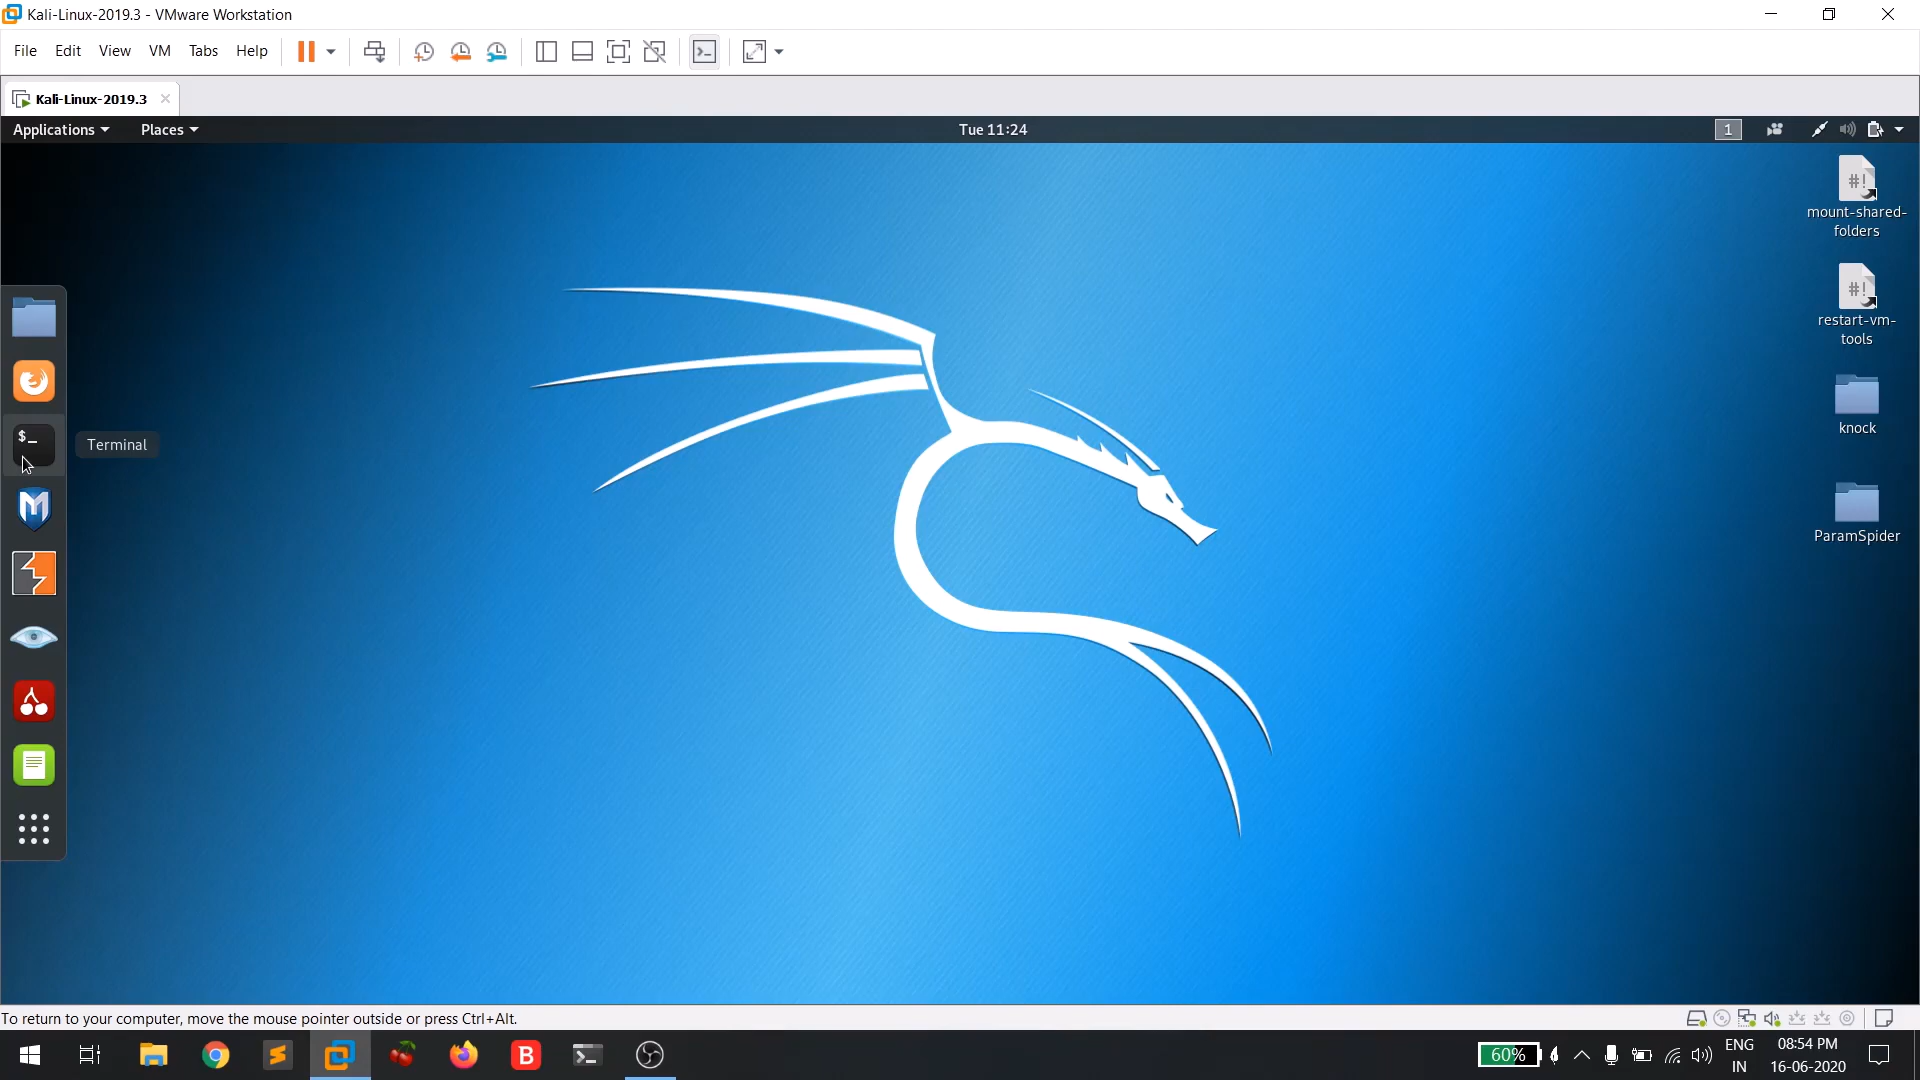 Kali-Linux-2019.3 - VMware Workstation
File Edit View VM Tabs Help
Kali-Linux-2019.3
Applications Places Tue 11:24 1
#!
mount-shared-
folders
#!
restart-vm-
tools
$_ Terminal
knock
ParamSpider
To return to your computer, move the mouse pointer outside or press Ctrl+Alt.
B 60% ENG
IN
08:54 PM
16-06-2020